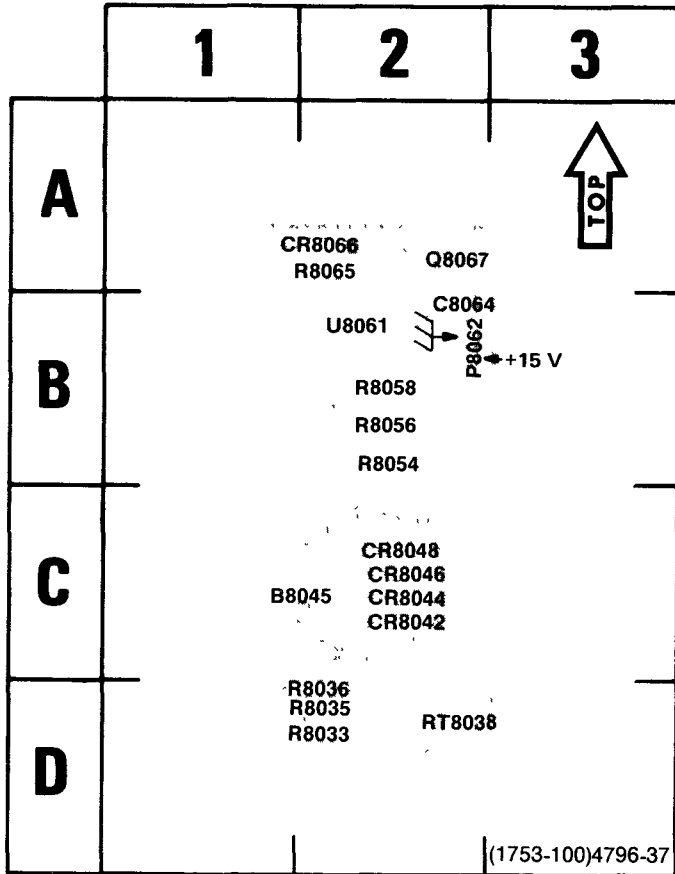 1 2 3
A
TOP
CR8066
Q8067
R8065
C8064
U8061
P8062
+15 V
B
R8058
R8056
R8054
CR8048
CR8046
C
B8045
CR8044
CR8042
R8036
R8035
RT8038
R8033
D
(1753-100)4796-37